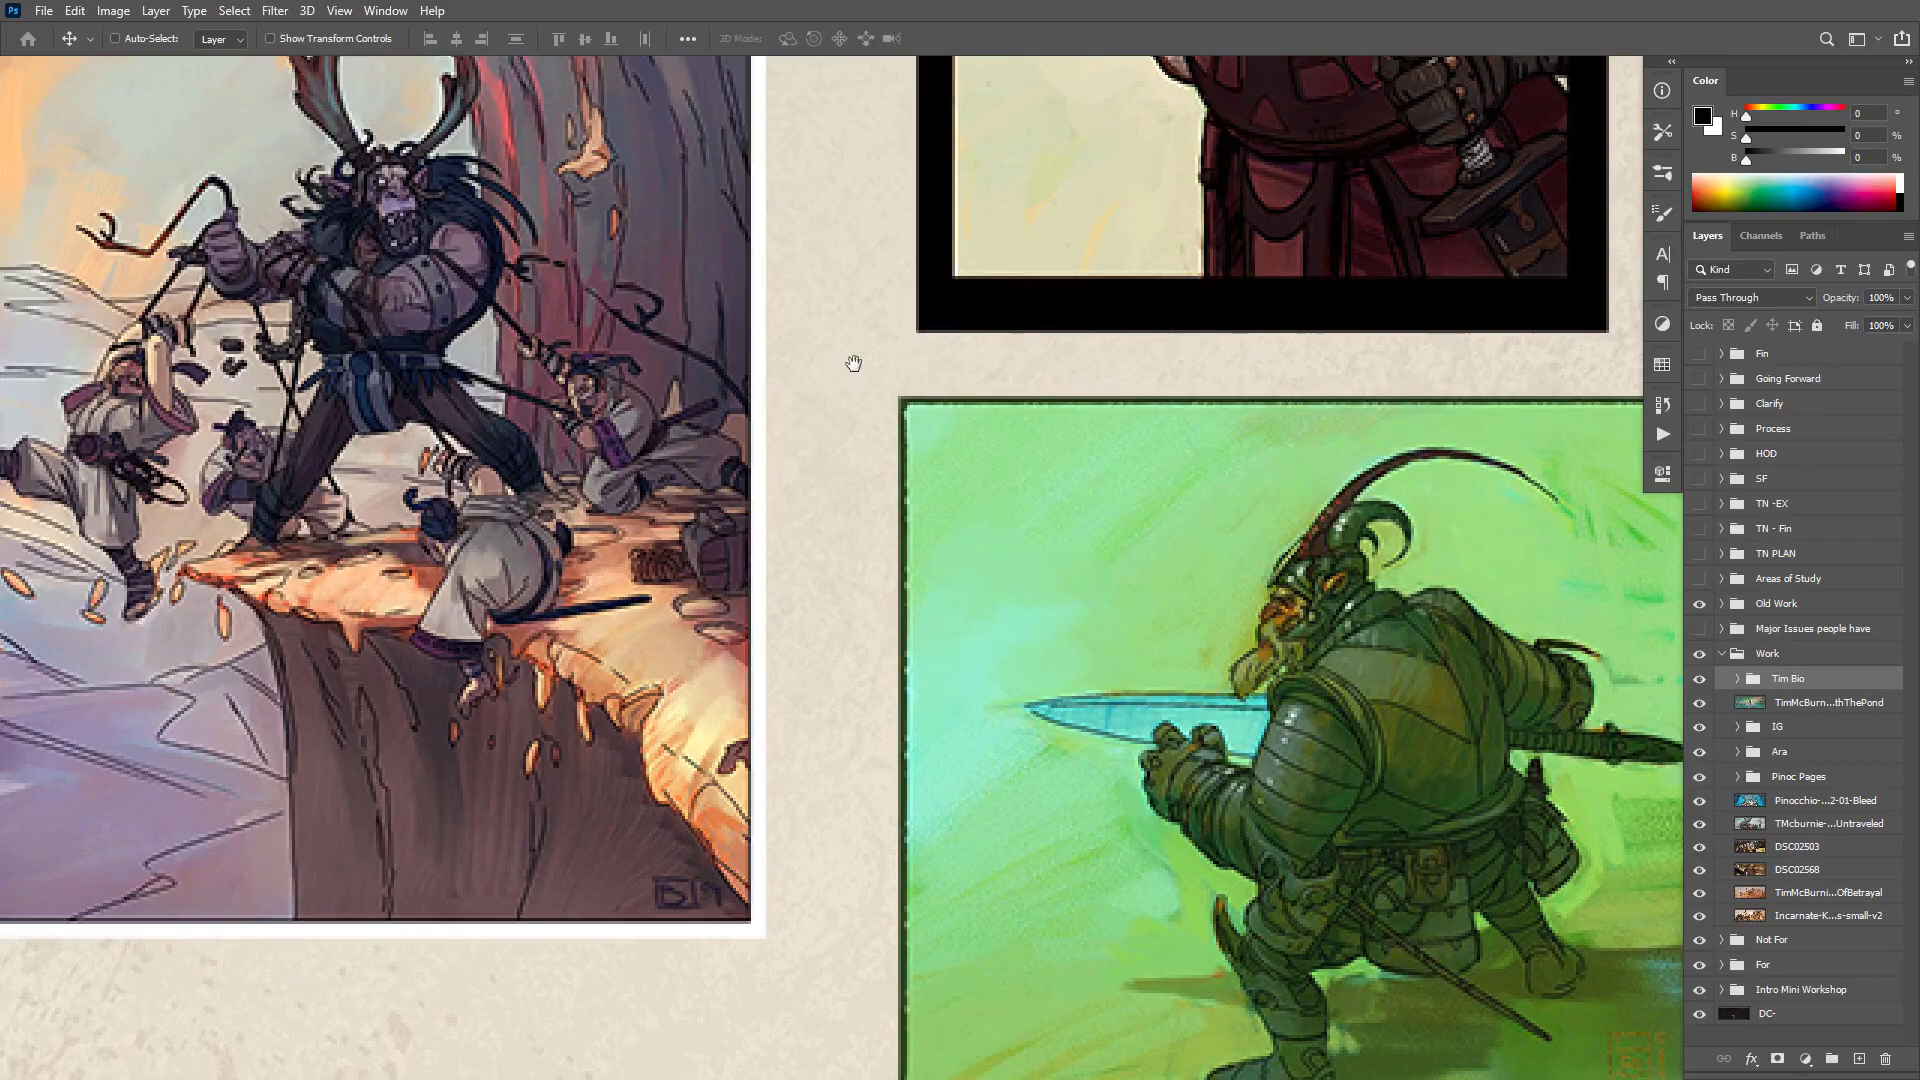 Ps File Edit Image Layer Type Select Filter 3D View Window Help
Auto-Select: Layer Show Transform Controls 3D Mode:
Color
H 0 °
S 0 %
B 0 %
Layers Channels Paths
Kind
Pass Through Opacity: 100%
Lock: Fill: 100%
Fin
Going Forward
Clarify
Process
HOD
SF
TN -EX
TN - Fin
TN PLAN
Areas of Study
Old Work
Major Issues people have
Work
Tim Bio
TimMcBurn...thThePond
IG
Ara
Pinoc Pages
Pinocchio-...2-01-Bleed
TMcburnie-...Untraveled
DSC02503
DSC02568
TimMcBurni...OfBetrayal
Incarnate-K...s-small-v2
Not For
For
Intro Mini Workshop
DC-